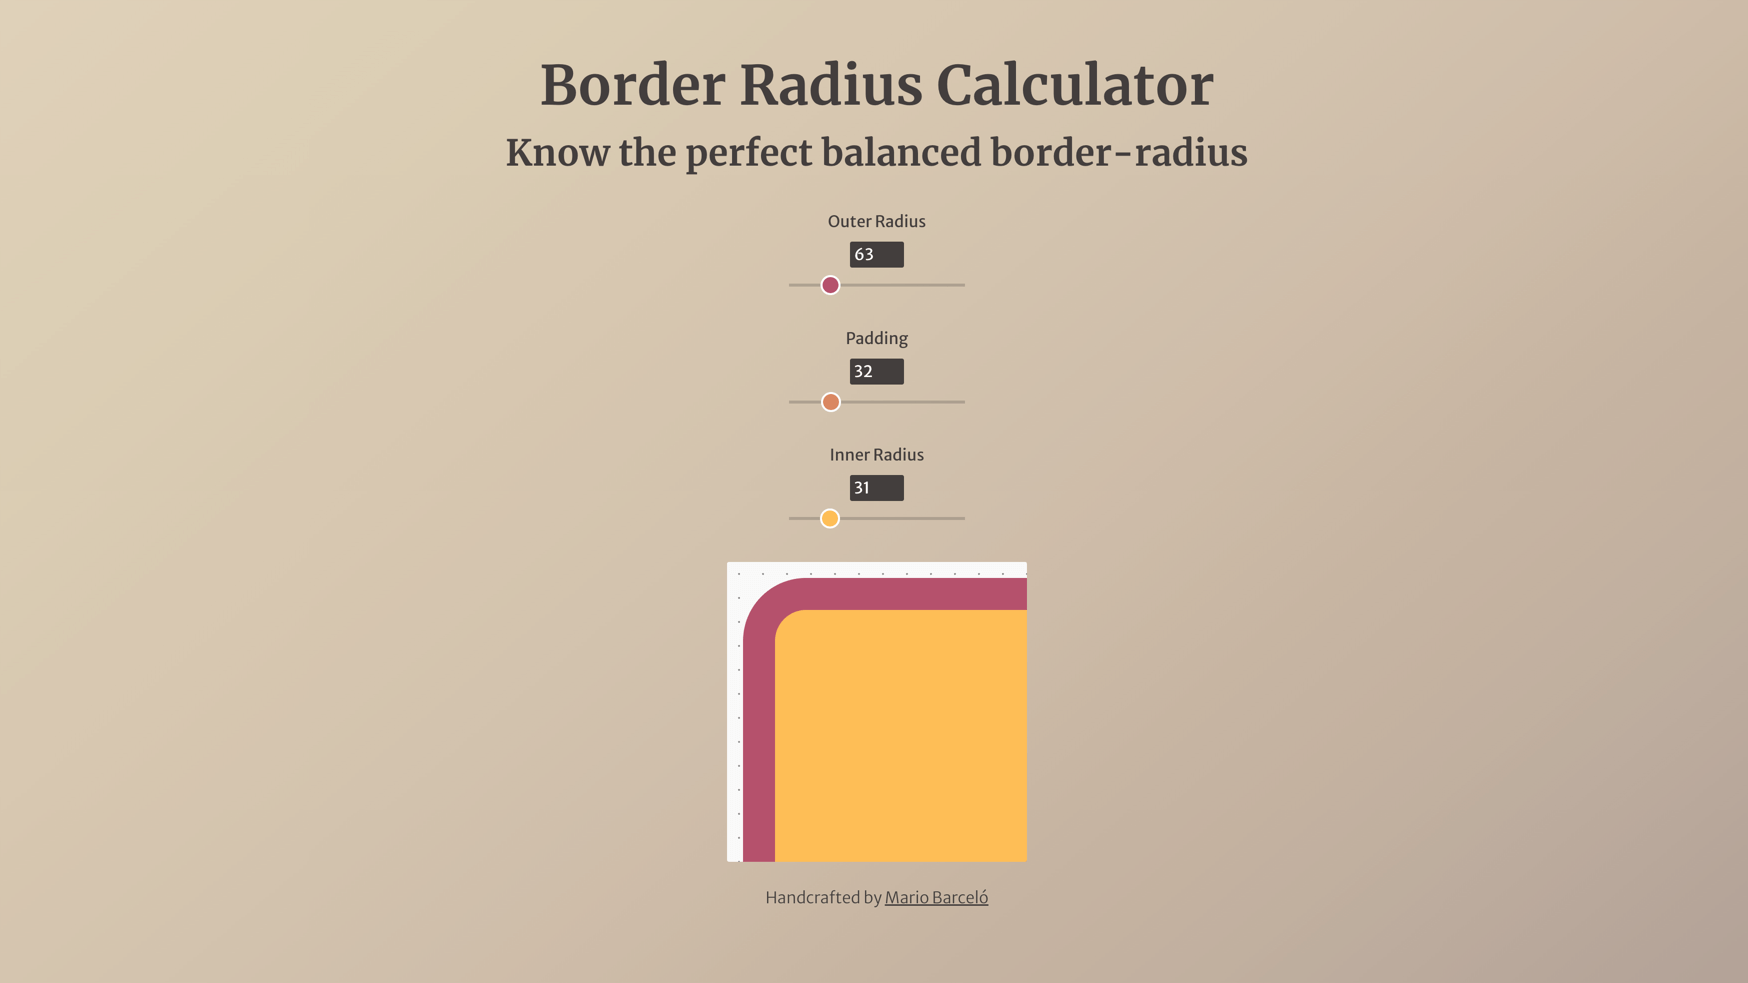 Border Radius Calculator
Know the perfect balanced border-radius
Outer Radius
63
Padding
32
Inner Radius
31
Handcrafted by Mario Barceló